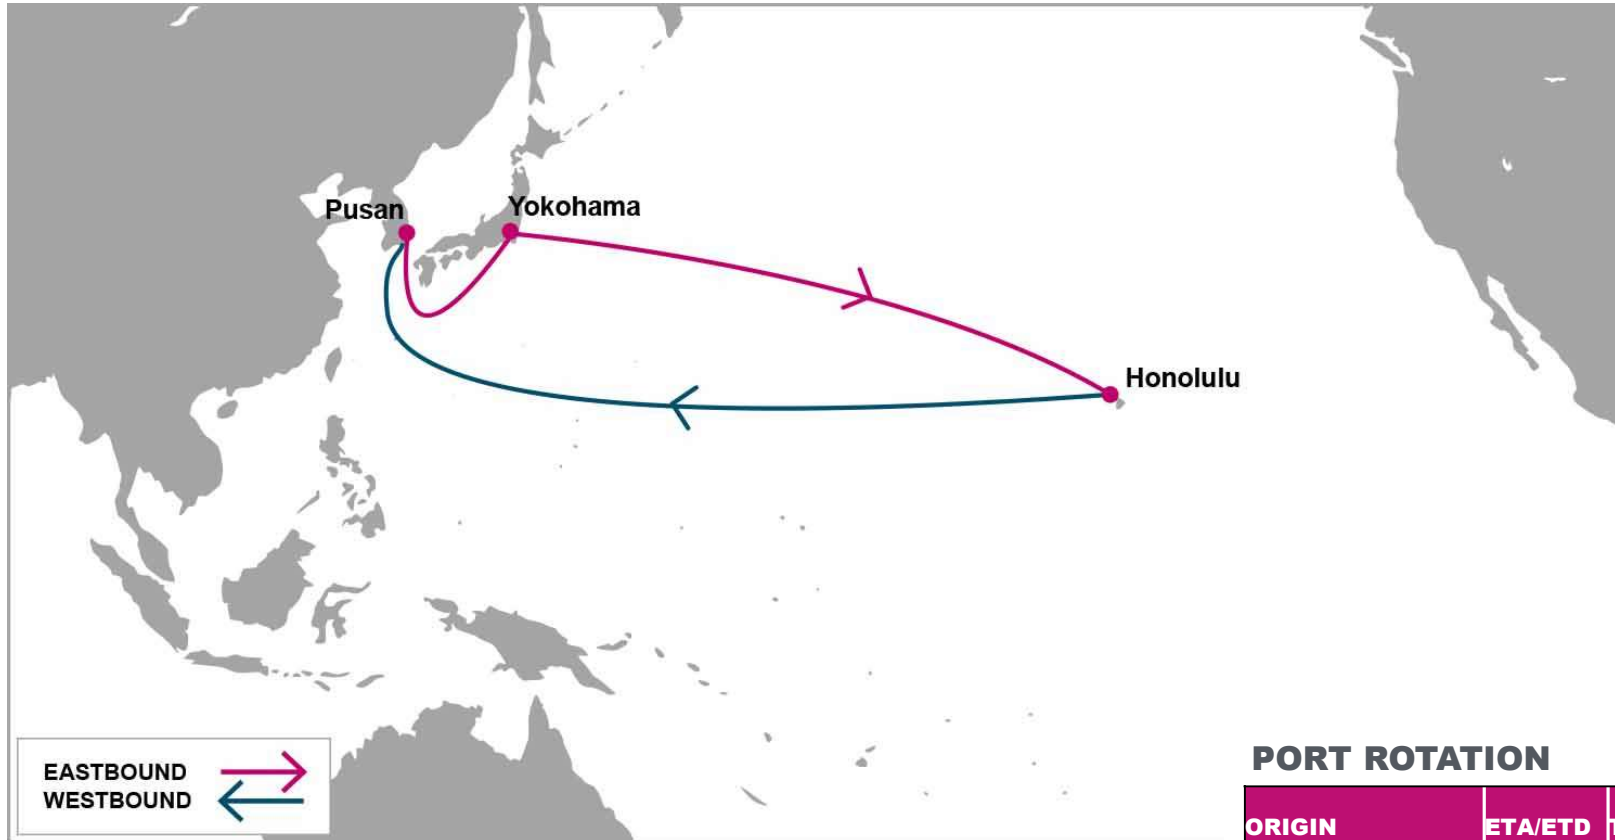 Pusan
Yokohama
Honolulu
EASTBOUND
WESTBOUND
PORT ROTATION
ORIGIN ETA/ETD